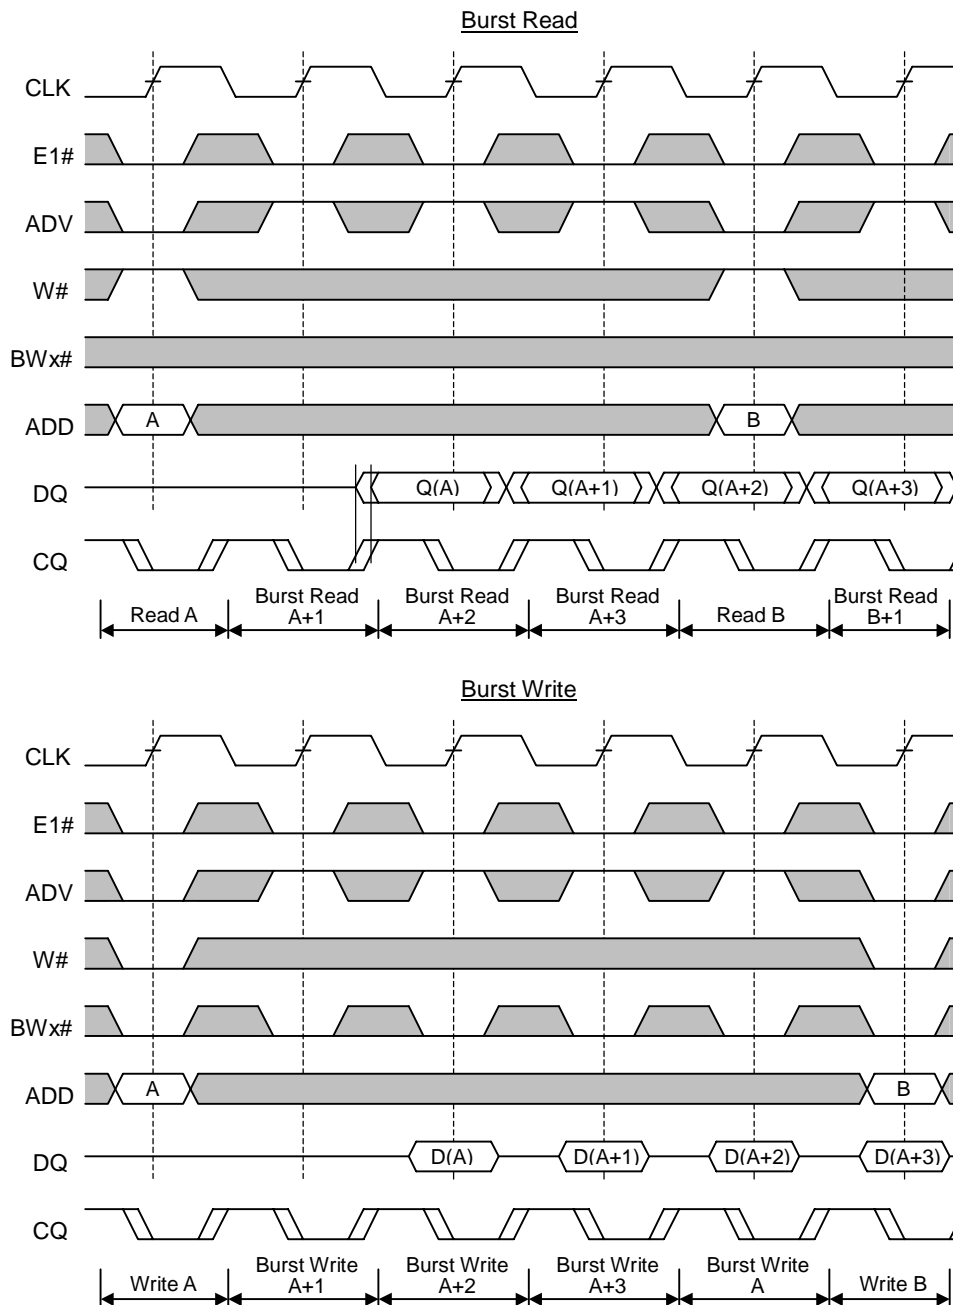 Burst Read
CLK
E1#
ADV
W#
BWx#
ADD A B
DQ Q(A) Q(A+1) Q(A+2) Q(A+3)
CQ
Read A
Burst Read
A+1
Burst Read
A+2
Burst Read
A+3
Read B
Burst Read
B+1
Burst Write
CLK
E1#
ADV
W#
BWx#
ADD A B
DQ D(A) D(A+1) D(A+2) D(A+3)
CQ
Write A
Burst Write
A+1
Burst Write
A+2
Burst Write
A+3
Burst Write
A
Write B